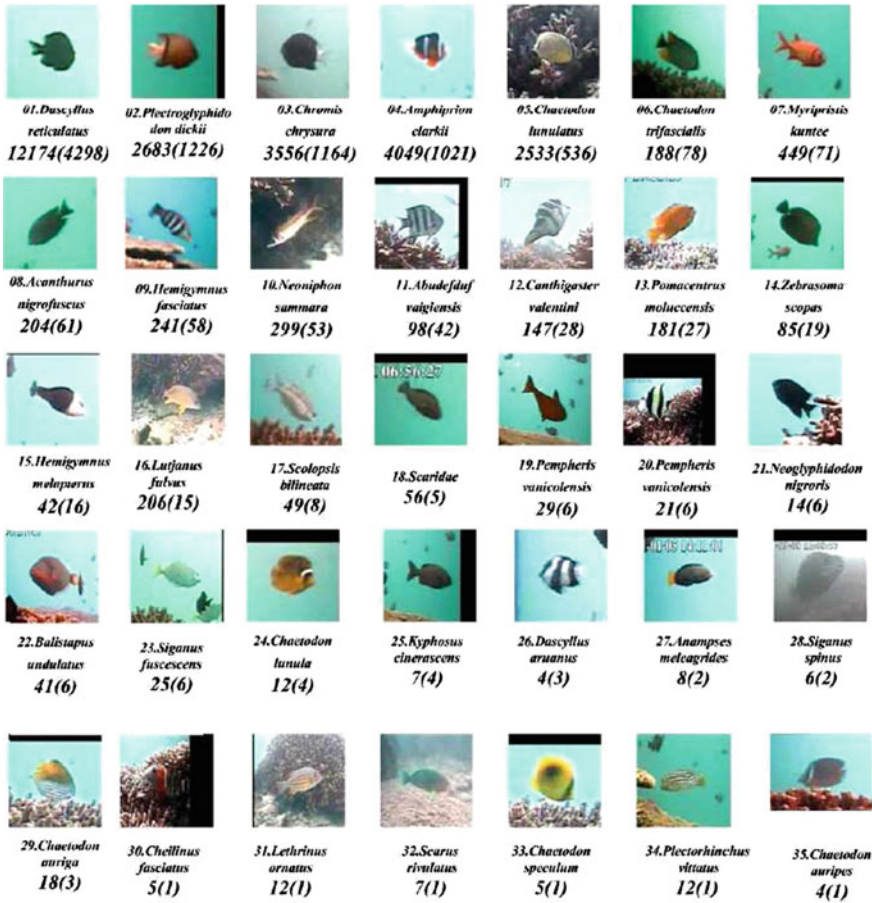 01.Dascyllus
reticulatus
12174(4298)
02.Plectroglyphido
don dickii
2683(1226)
03.Chromis
chrysura
3556(1164)
04.Amphiprion
clarkii
4049(1021)
05.Chaetodon
lunulatus
2533(536)
06.Chaetodon
trifascialis
188(78)
07.Myripristis
kuntee
449(71)
08.Acanthurus
nigrofuscus
204(61)
09.Hemigymnus
fasciatus
241(58)
10.Neoniphon
sammara
299(53)
11.Abudefduf
vaigiensis
98(42)
12.Canthigaster
valentini
147(28)
13.Pomacentrus
moluccensis
181(27)
14.Zebrasoma
scopas
85(19)
06:56:27
15.Hemigymnus
melapterus
42(16)
16.Lutjanus
fulvus
206(15)
17.Scolopsis
bilineata
49(8)
18.Scaridae
56(5)
19.Pempheris
vanicolensis
29(6)
20.Pempheris
vanicolensis
21(6)
21.Neoglyphidodon
nigroris
14(6)
22.Balistapus
undulatus
41(6)
23.Siganus
fuscescens
25(6)
24.Chaetodon
lunula
12(4)
25.Kyphosus
cinerascens
7(4)
26.Dascyllus
aruanus
4(3)
27.Anampses
meleagrides
8(2)
28.Siganus
spinus
6(2)
29.Chaetodon
auriga
18(3)
30.Cheilinus
fasciatus
5(1)
31.Lethrinus
ornatus
12(1)
32.Scarus
rivulatus
7(1)
33.Chaetodon
speculum
5(1)
34.Plectorhinchus
vittatus
12(1)
35.Chaetodon
auripes
4(1)